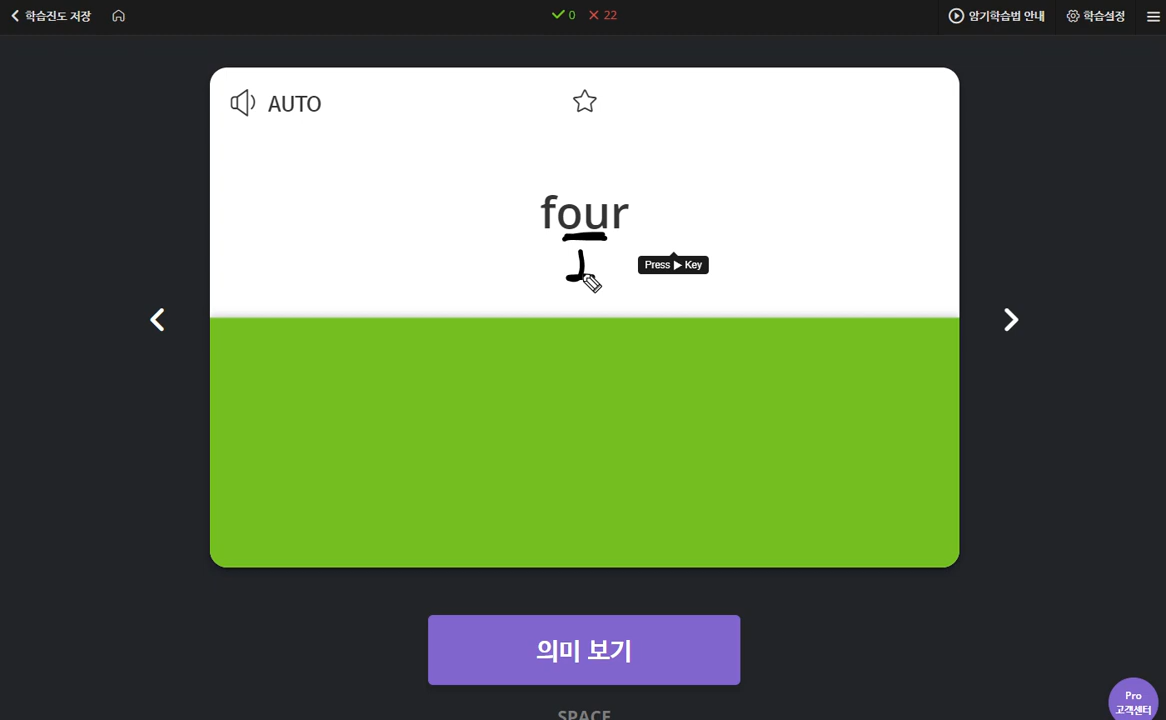 학습진도 저장
0 22
암기학습법 안내
학습설정
AUTO
four
ㅗ
Press ▶ Key
의미 보기
SPACE
Pro
고객센터